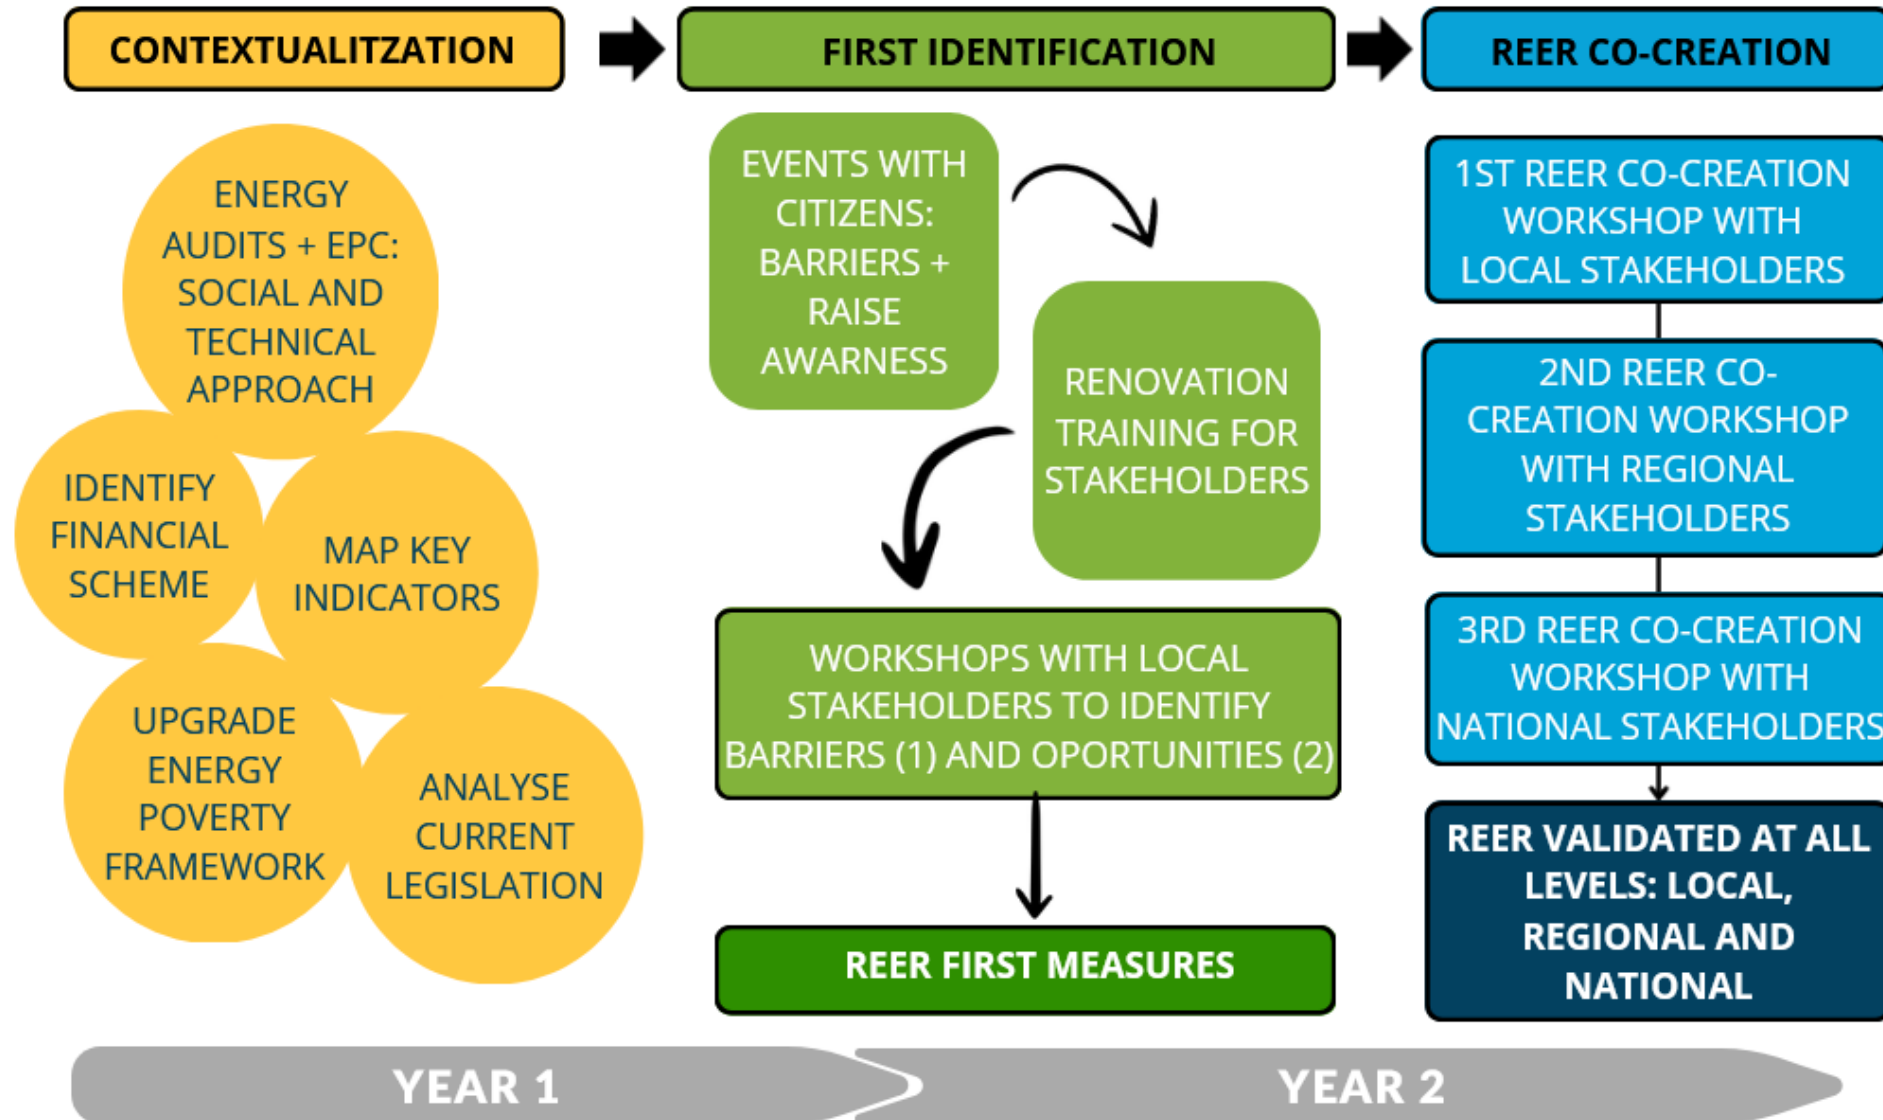 CONTEXTUALITZATION
FIRST IDENTIFICATION
REER CO-CREATION
ENERGY
AUDITS + EPC:
SOCIAL AND
TECHNICAL
APPROACH
IDENTIFY
FINANCIAL
SCHEME
MAP KEY
INDICATORS
UPGRADE
ENERGY
POVERTY
FRAMEWORK
ANALYSE
CURRENT
LEGISLATION
EVENTS WITH
CITIZENS:
BARRIERS +
RAISE
AWARNESS
RENOVATION
TRAINING FOR
STAKEHOLDERS
WORKSHOPS WITH LOCAL
STAKEHOLDERS TO IDENTIFY
BARRIERS (1) AND OPORTUNITIES (2)
REER FIRST MEASURES
1ST REER CO-CREATION
WORKSHOP WITH
LOCAL STAKEHOLDERS
2ND REER CO-
CREATION WORKSHOP
WITH REGIONAL
STAKEHOLDERS
3RD REER CO-CREATION
WORKSHOP WITH
NATIONAL STAKEHOLDERS
REER VALIDATED AT ALL
LEVELS: LOCAL,
REGIONAL AND
NATIONAL
YEAR 1
YEAR 2